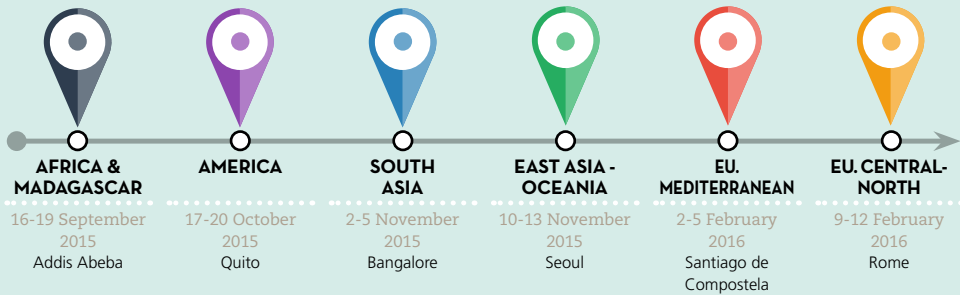 AFRICA &
MADAGASCAR
16-19 September
2015
Addis Abeba
AMERICA
17-20 October
2015
Quito
SOUTH
ASIA
2-5 November
2015
Bangalore
EAST ASIA -
OCEANIA
10-13 November
2015
Seoul
EU.
MEDITERRANEAN
2-5 February
2016
Santiago de
Compostela
EU. CENTRAL-
NORTH
9-12 February
2016
Rome